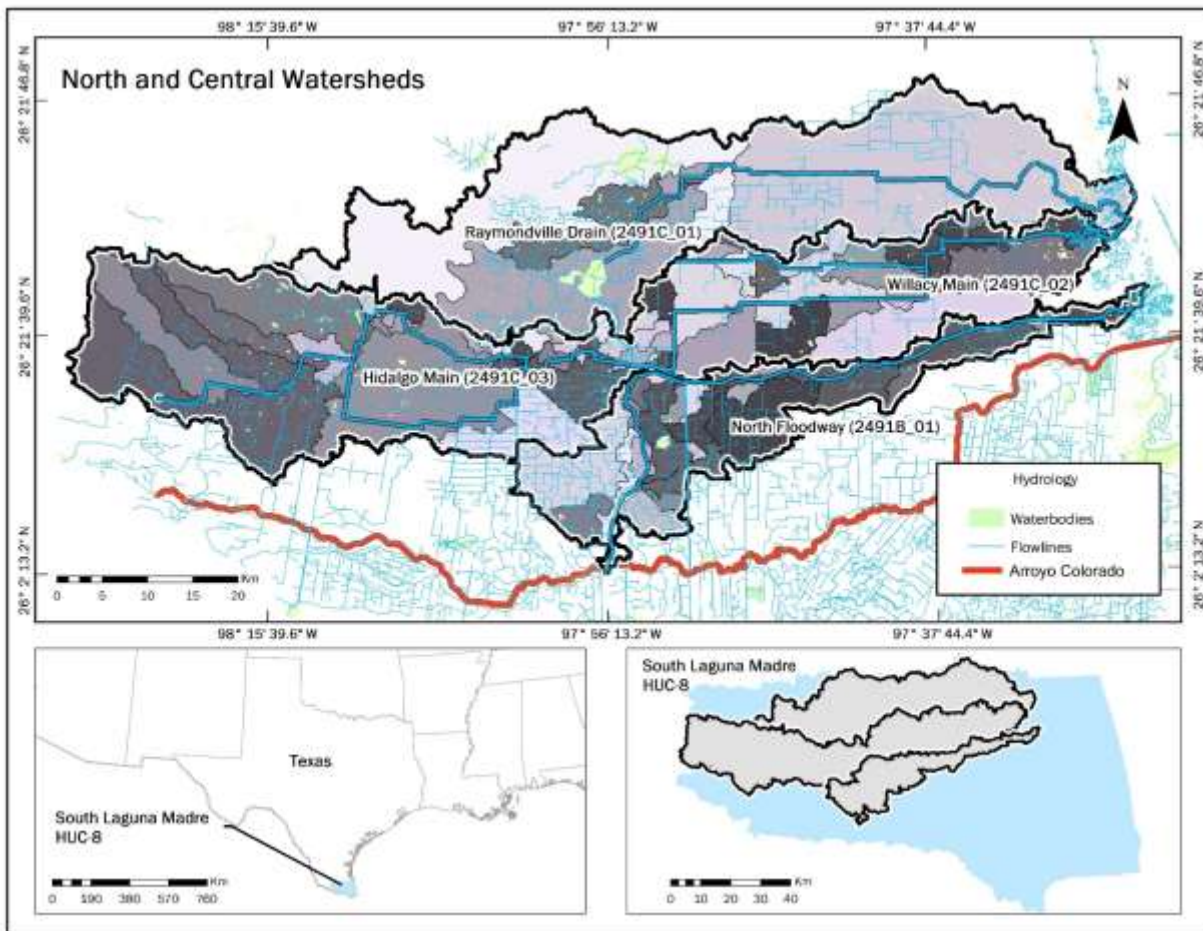 98° 15' 39.6" W
97° 56' 13.2" W
97° 37' 44.4" W
North and Central Watersheds
N
26° 21' 46.8" N
26° 21' 46.8" N
Raymondville Drain (2491C_01)
Willacy Main (2491C_02)
26° 21' 39.6" N
26° 21' 39.6" N
Hidalgo Main (2491C_03)
North Floodway (2491B_01)
Hydrology
Waterbodies
Flowlines
Arroyo Colorado
26° 2' 13.2" N
26° 2' 13.2" N
Km
0 5 10 15 20
98° 15' 39.6" W
97° 56' 13.2" W
97° 37' 44.4" W
Texas
South Laguna Madre
HUC-8
Km
0 190 380 570 760
South Laguna Madre
HUC-8
Km
0 10 20 30 40